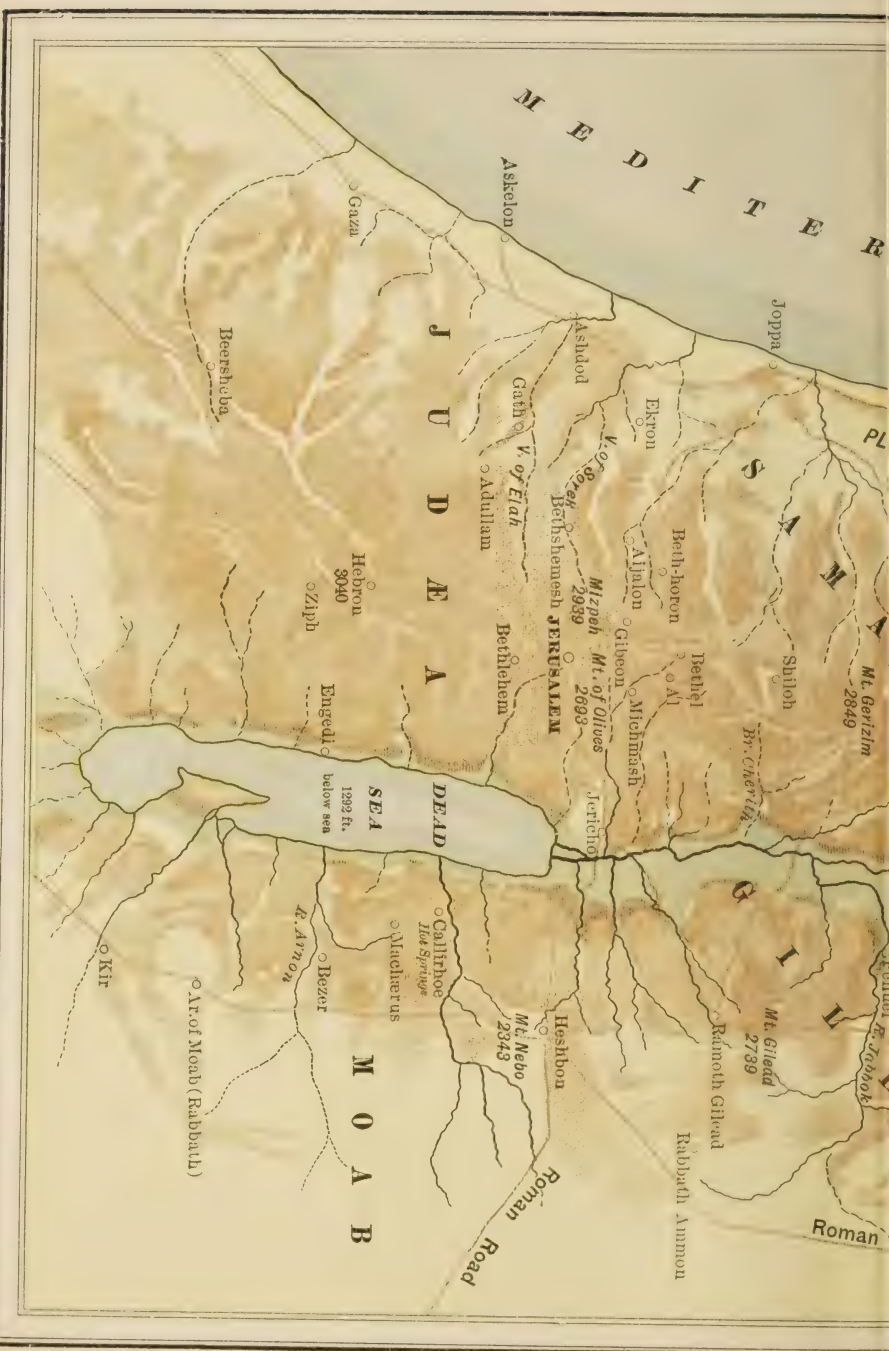 MEDITER
PL
SAMA
Joppa
Askelon
Ashdod
Gaza
Ekron
Gath
V. of Elah
V. of Sorek
Adullam
Beersheba
JUDÆA
Beth-horon
Aijalon
Bethshemesh
Mizpeh
2939
Mt. Gerizim
2849
Shiloh
Bethel
Ai
Gibeon
Michmash
Mt. of Olives
2693
JERUSALEM
Bethlehem
Hebron
3040
Ziph
Engedi
Br. Cherith
Jericho
DEAD
SEA
1292 ft.
below sea
GIL
R. Jabbok
Mt. Gilead
2739
Ramoth Gilead
Rabbath Ammon
Heshbon
Mt. Nebo
2343
Callirhoe
Hot Springs
Machærus
R. Arnon
Bezer
Ar. of Moab (Rabbath)
Kir
MOAB
Roman Road
Roman